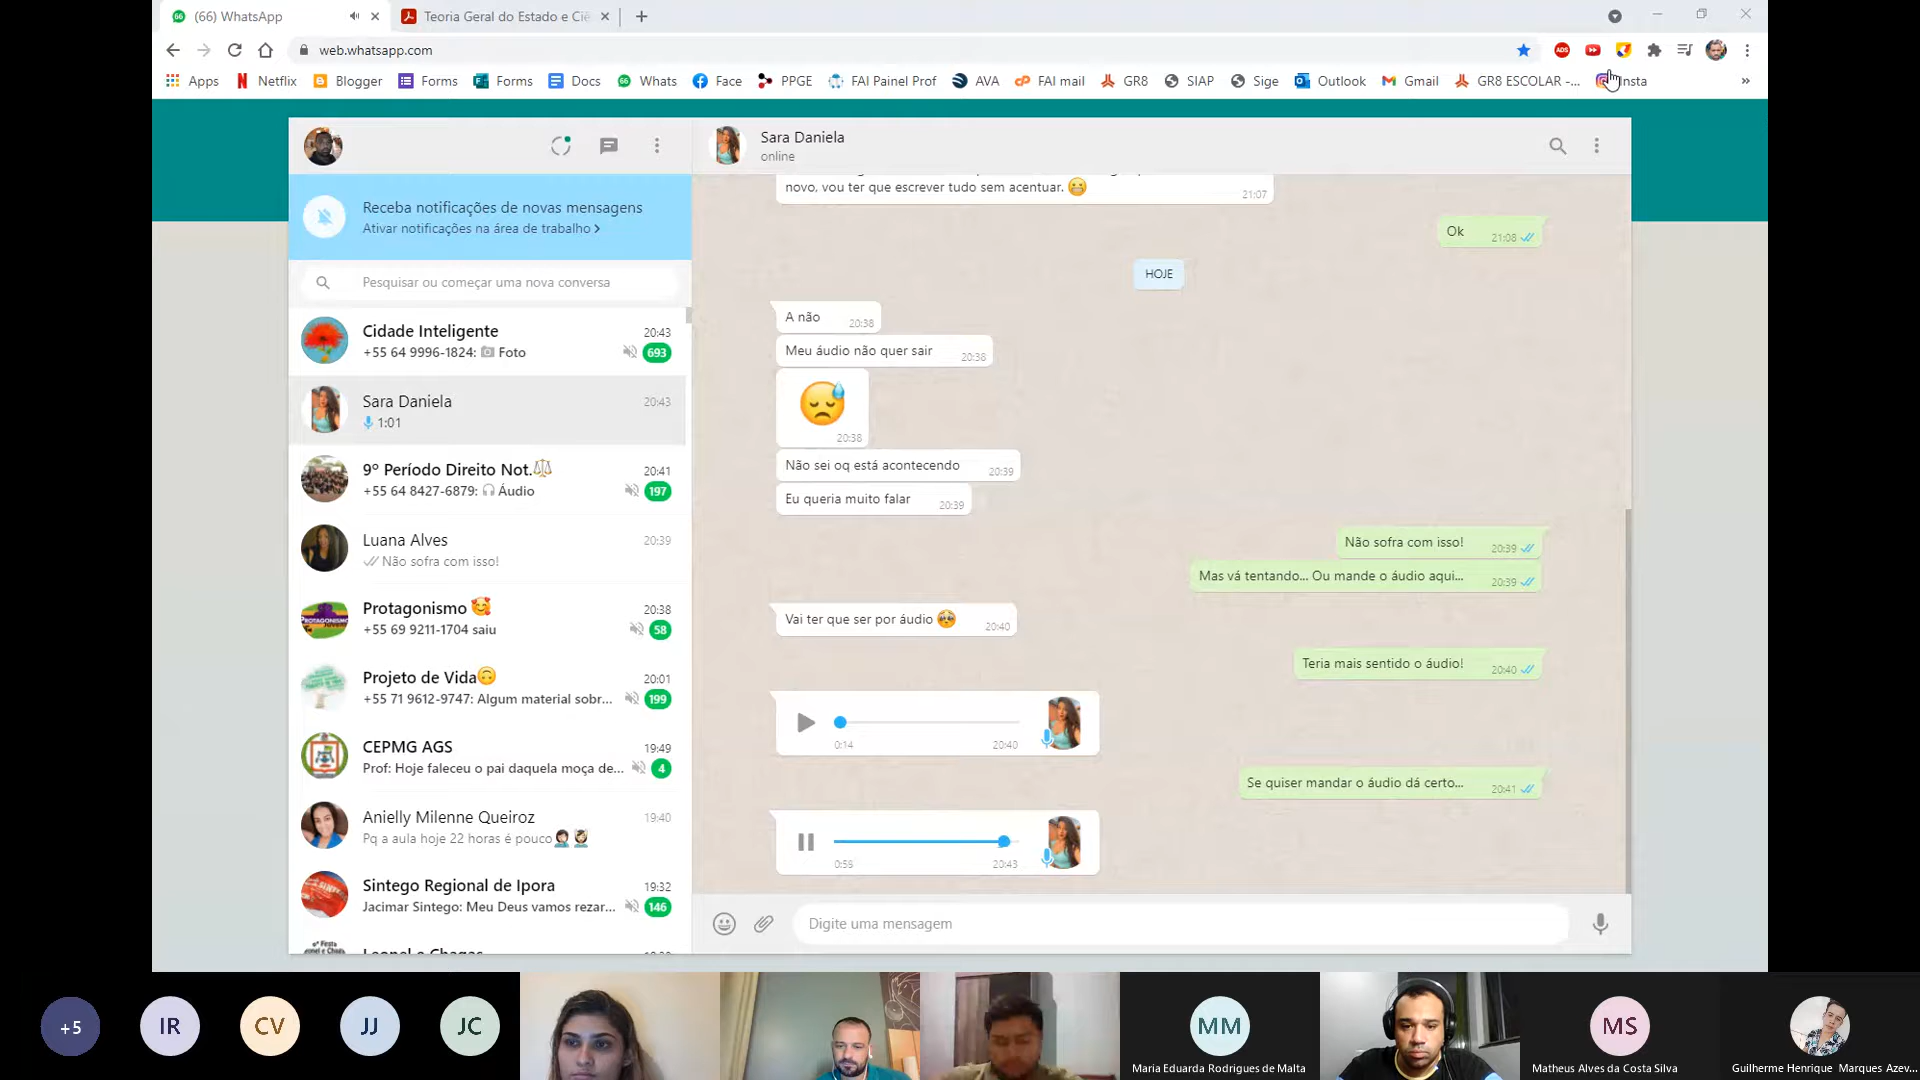 (66) WhatsApp
Teoria Geral do Estado e Ciê
web.whatsapp.com
Apps
Netflix
Blogger
Forms
Forms
Docs
Whats
Face
PPGE
FAI Painel Prof
AVA
FAI mail
GR8
SIAP
Sige
Outlook
Gmail
GR8 ESCOLAR -...
Insta
»
Receba notificações de novas mensagens
Ativar notificações na área de trabalho
Pesquisar ou começar uma nova conversa
Cidade Inteligente 20:43
+55 64 9996-1824: Foto 693
Sara Daniela 20:43
1:01
9º Período Direito Not. 20:41
+55 64 8427-6879: Áudio 197
Luana Alves 20:39
Não sofra com isso!
Protagonismo 20:38
+55 69 9211-1704 saiu 58
Projeto de Vida 20:01
+55 71 9612-9747: Algum material sobr... 199
CEPMG AGS 19:49
Prof: Hoje faleceu o pai daquela moça de... 4
Anielly Milenne Queiroz 19:40
Pq a aula hoje 22 horas é pouco
Sintego Regional de Ipora 19:32
Jacimar Sintego: Meu Deus vamos rezar... 146
Sara Daniela
online
novo, vou ter que escrever tudo sem acentuar. 21:07
Ok 21:08
HOJE
A não 20:38
Meu áudio não quer sair 20:38
20:38
Não sei oq está acontecendo 20:39
Eu queria muito falar 20:39
Não sofra com isso! 20:39
Mas vá tentando... Ou mande o áudio aqui... 20:39
Vai ter que ser por áudio 20:40
Teria mais sentido o áudio! 20:40
0:14 20:40
Se quiser mandar o áudio dá certo... 20:41
0:59 20:43
Digite uma mensagem
+5
IR
CV
JJ
JC
MM
Maria Eduarda Rodrigues de Malta
MS
Matheus Alves da Costa Silva
Guilherme Henrique Marques Azev...